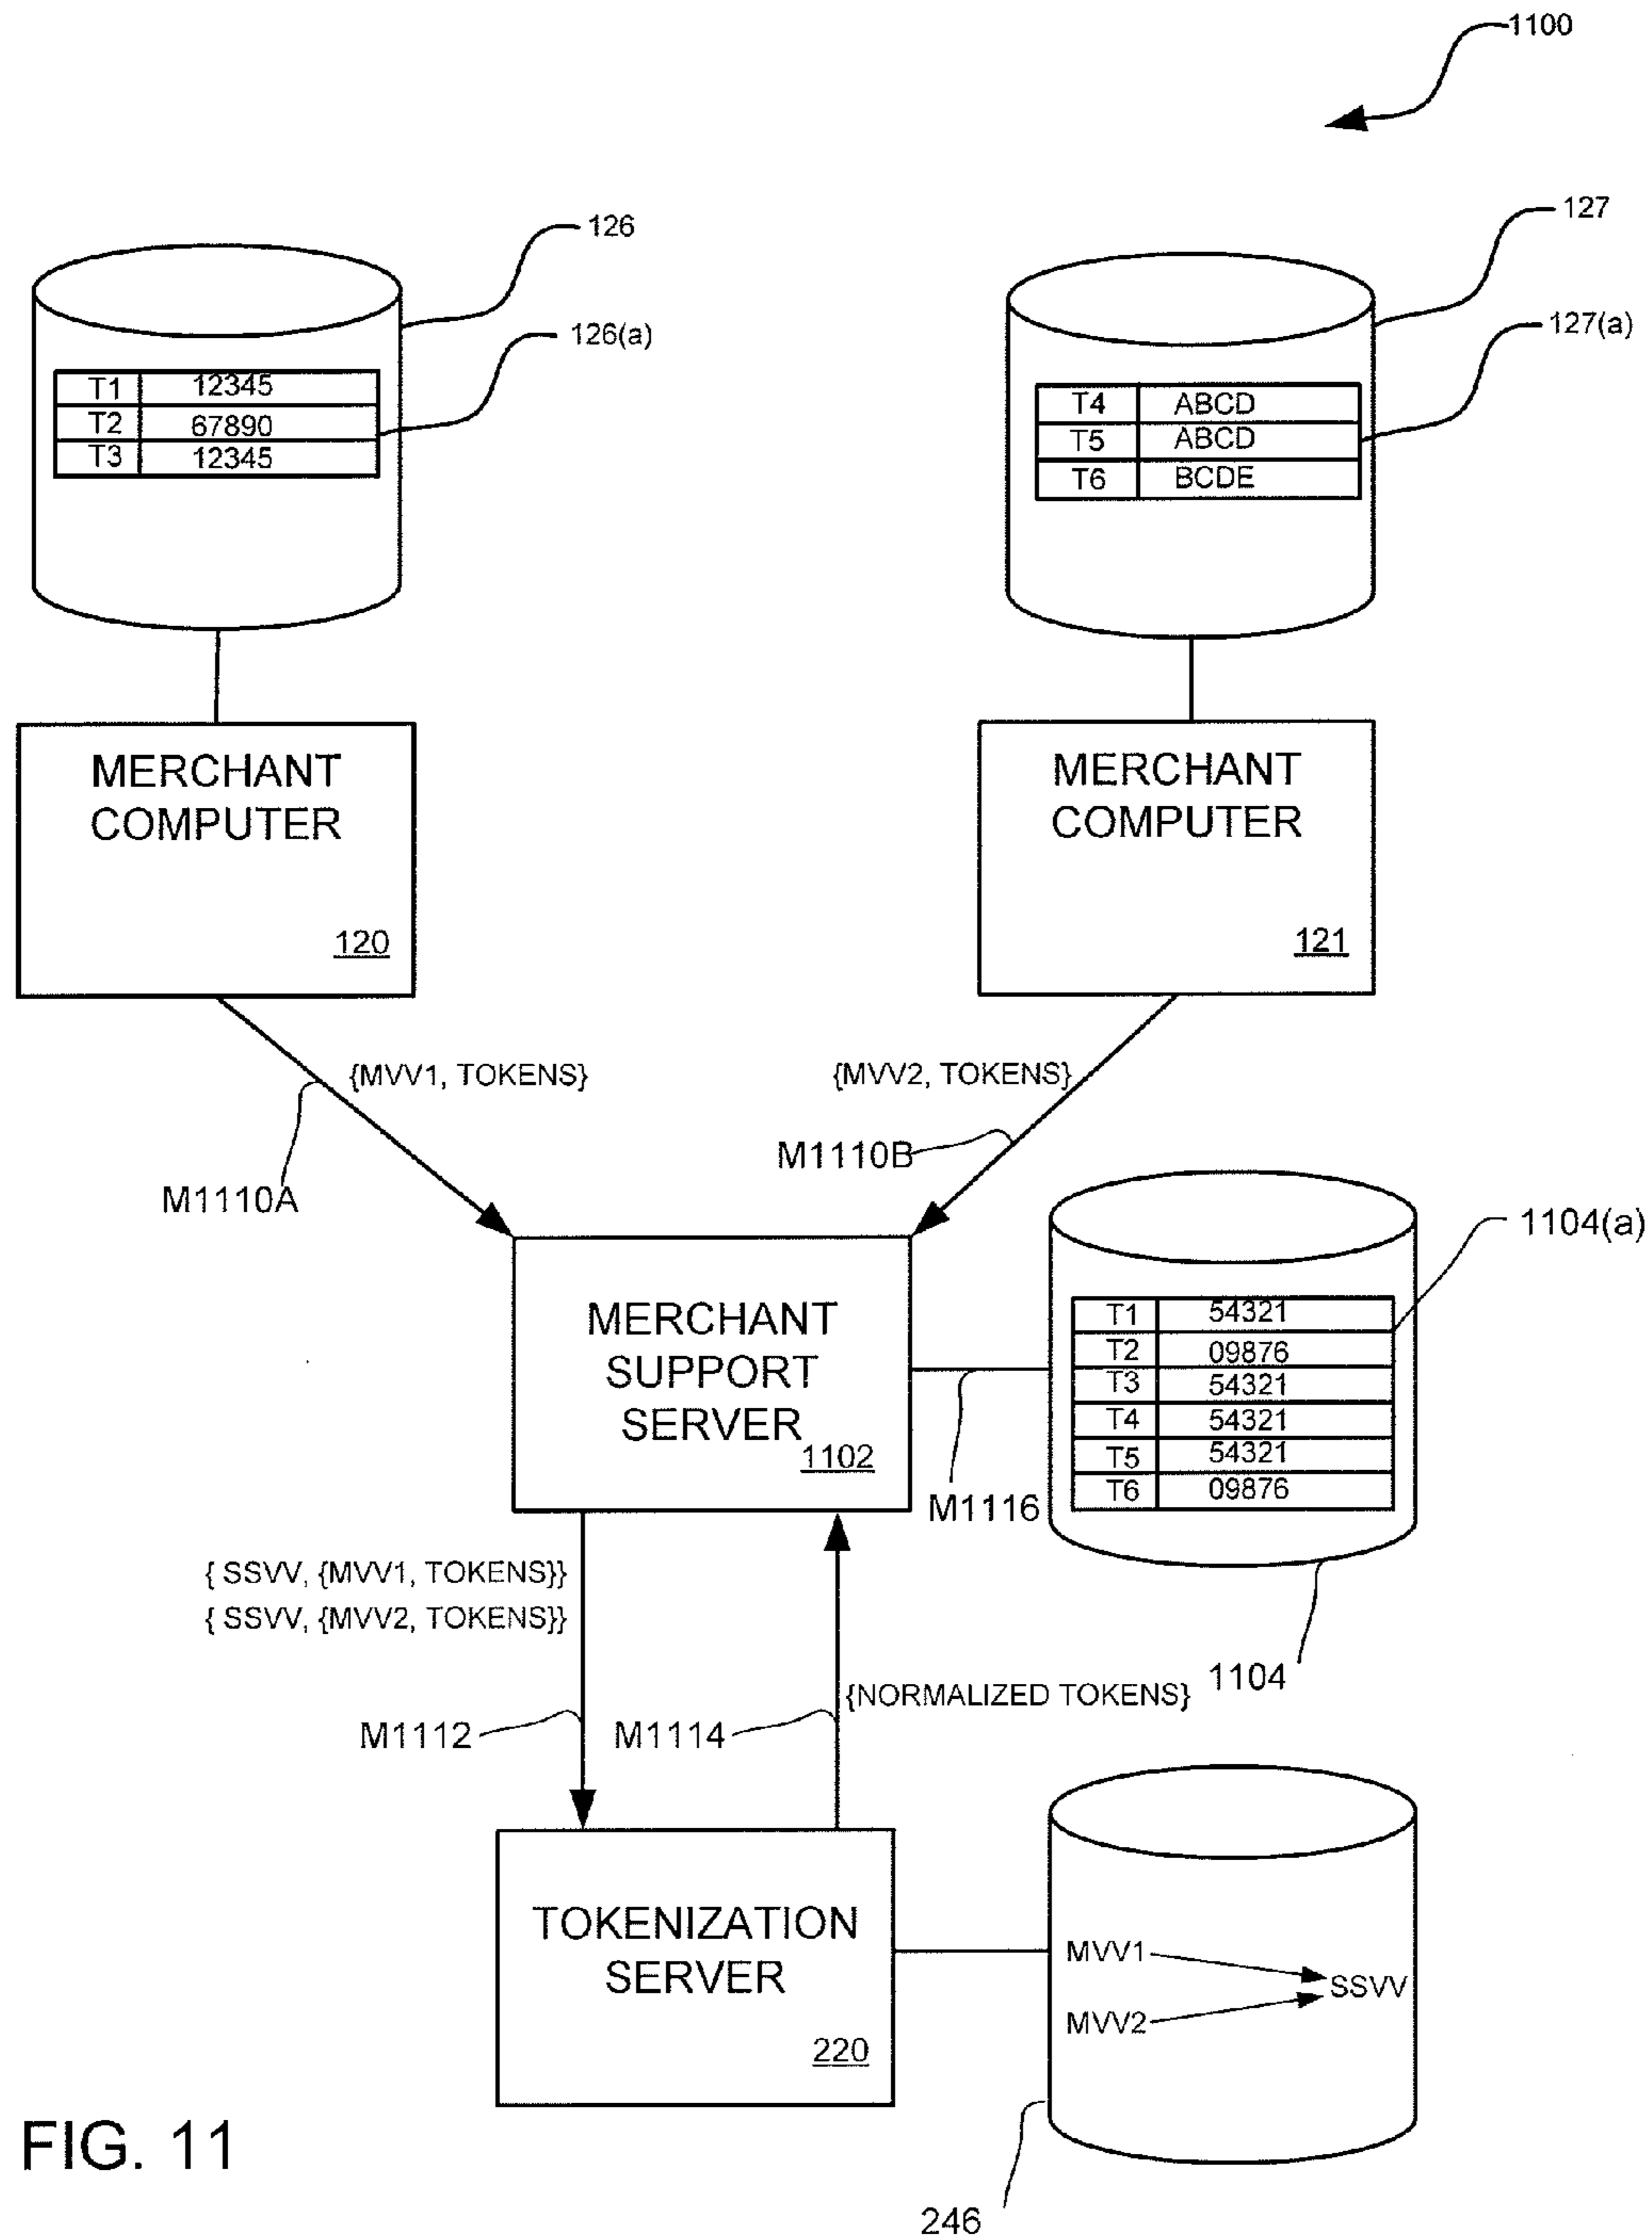 1100
126
127
126(a)
127(a)
T1 12345
T2 67890
T3 12345
T4 ABCD
T5 ABCD
T6 BCDE
MERCHANT
COMPUTER
120
MERCHANT
COMPUTER
121
{MVV1, TOKENS}
{MVV2, TOKENS}
M1110A
M1110B
1104(a)
MERCHANT
SUPPORT
SERVER
1102
T1 54321
T2 09876
T3 54321
T4 54321
T5 54321
T6 09876
M1116
{ SSVV, {MVV1, TOKENS}}
{ SSVV, {MVV2, TOKENS}}
1104
{NORMALIZED TOKENS}
M1112
M1114
TOKENIZATION
SERVER
220
MVV1
SSVV
MVV2
246
FIG. 11